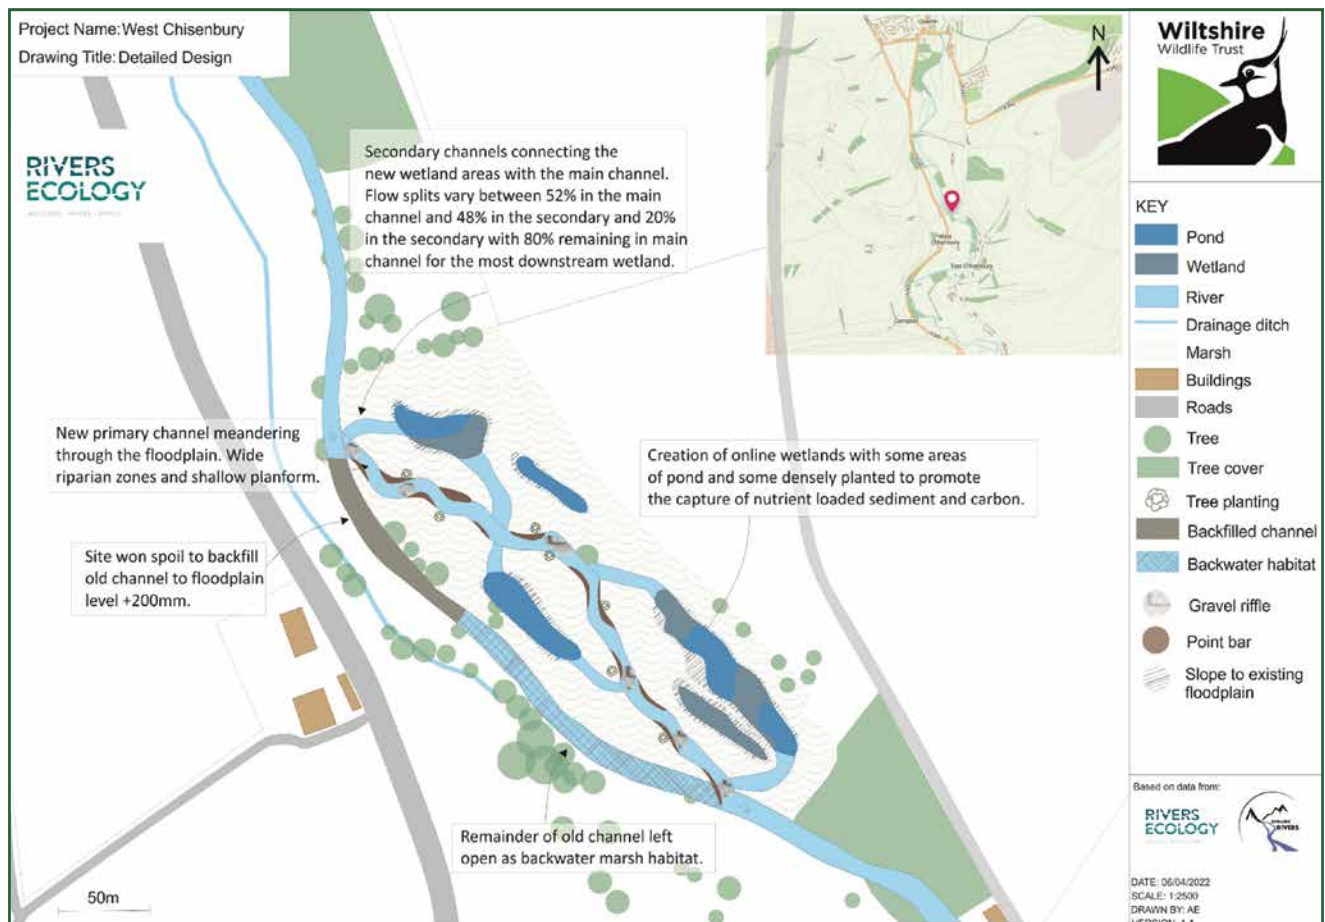 Project Name: West Chisenbury
Drawing Title: Detailed Design
RIVERS
ECOLOGY
Secondary channels connecting the
new wetland areas with the main channel.
Flow splits vary between 52% in the main
channel and 48% in the secondary and 20%
in the secondary with 80% remaining in main
channel for the most downstream wetland.
New primary channel meandering
through the floodplain. Wide
riparian zones and shallow planform.
Site won spoil to backfill
old channel to floodplain
level +200mm.
Creation of online wetlands with some areas
of pond and some densely planted to promote
the capture of nutrient loaded sediment and carbon.
Remainder of old channel left
open as backwater marsh habitat.
50m
N
Wiltshire
Wildlife Trust
KEY
Pond
Wetland
River
Drainage ditch
Marsh
Buildings
Roads
Tree
Tree cover
Tree planting
Backfilled channel
Backwater habitat
Gravel riffle
Point bar
Slope to existing
floodplain
Based on data from:
RIVERS
ECOLOGY
RIVERS
DATE: 06/04/2022
SCALE: 1:2500
DRAWN BY: AE